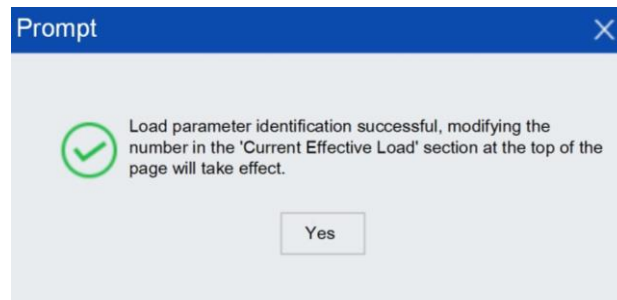 Prompt
Load parameter identification successful, modifying the
number in the 'Current Effective Load' section at the top of the
page will take effect.
Yes